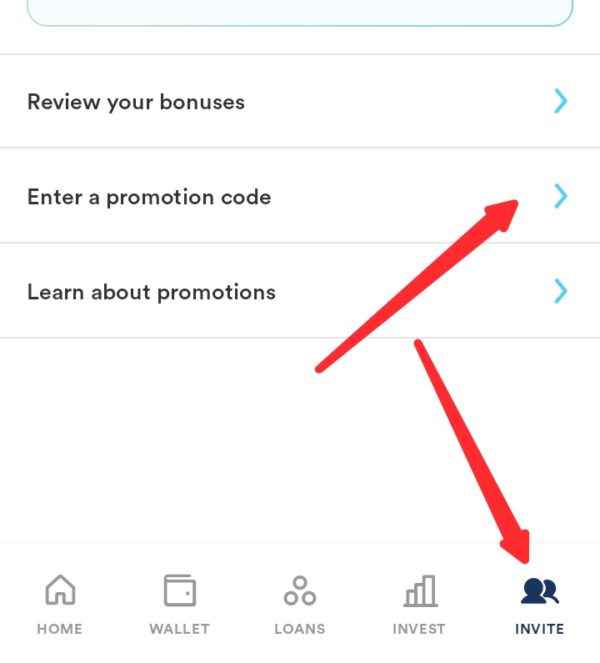 Review your bonuses
Enter a promotion code
Learn about promotions
HOME WALLET LOANS INVEST INVITE